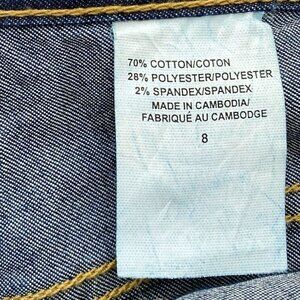 70% COTTON/COTON
28% POLYESTER/POLYESTER
2% SPANDEX/SPANDEX
MADE IN CAMBODIA/
FABRIQUÉ AU CAMBODGE
8